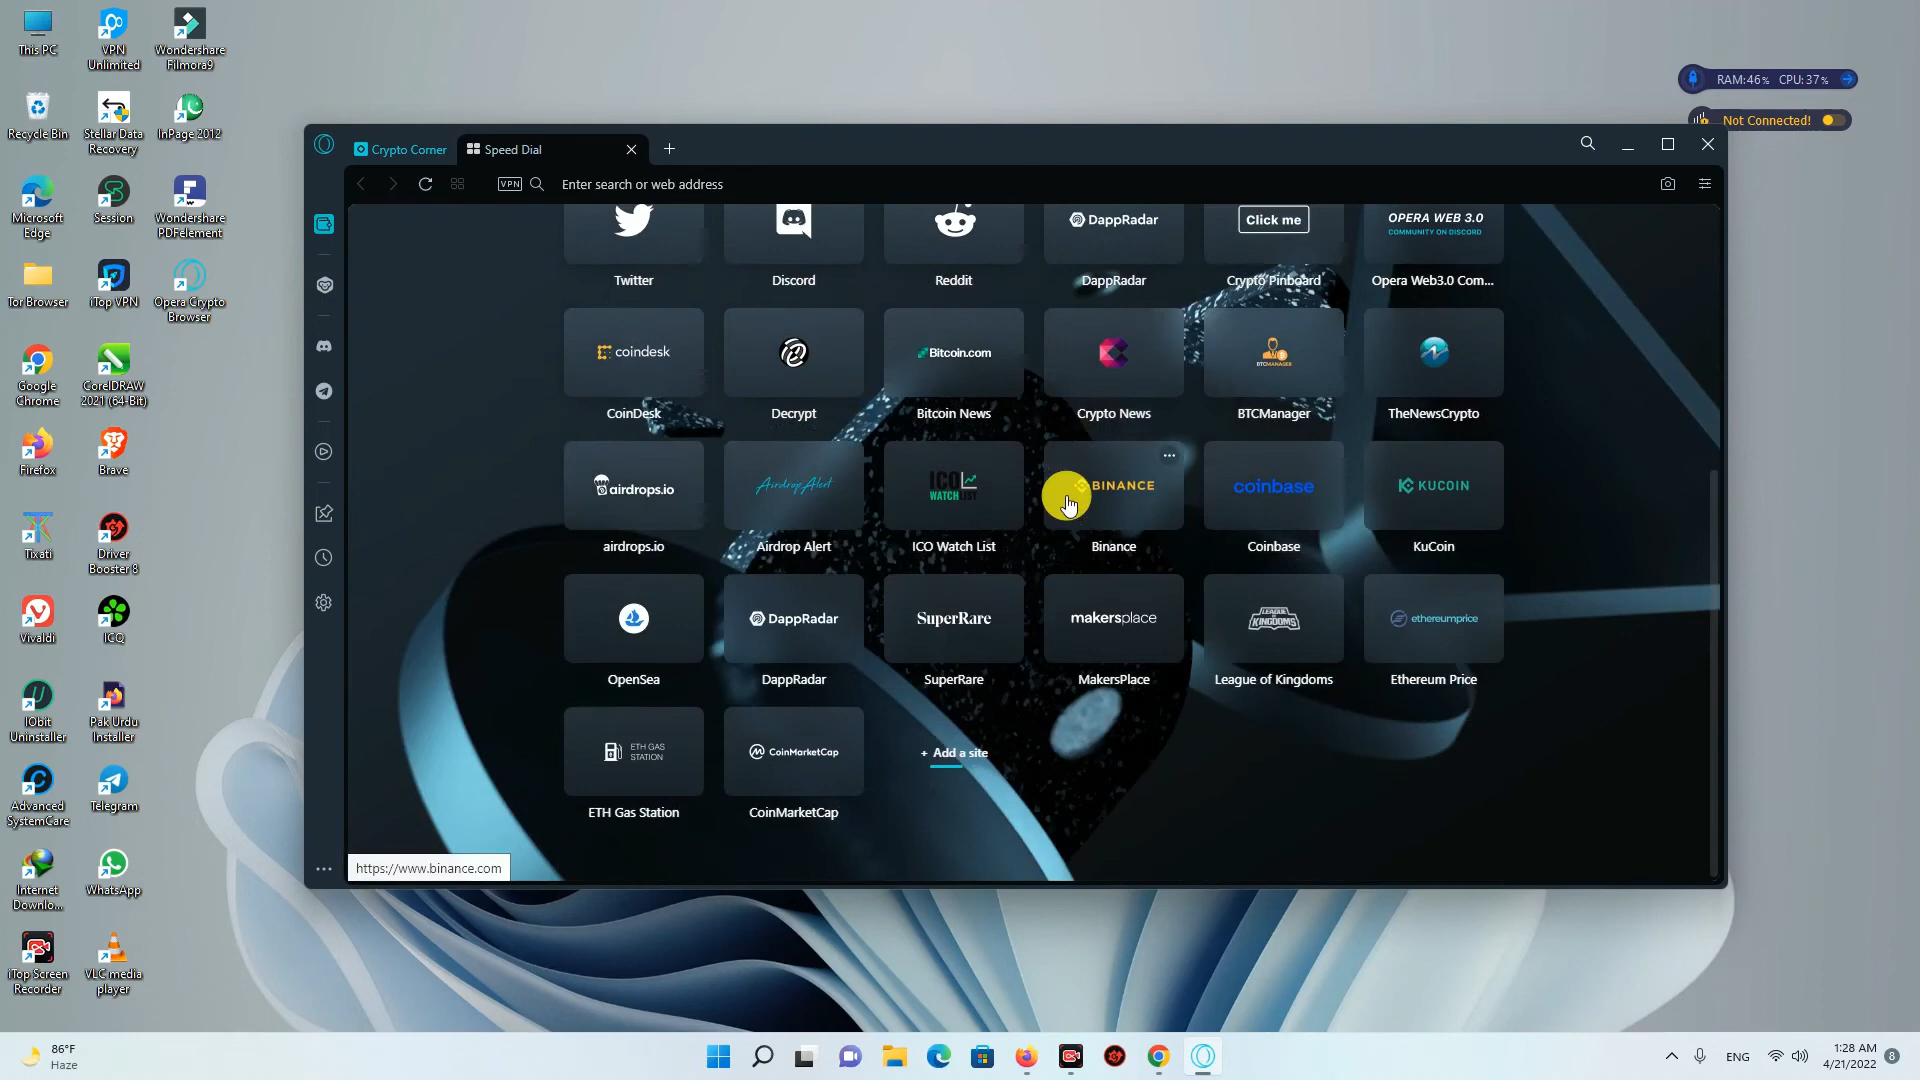 This PC
VPN Unlimited
Wondershare Filmora9
Recycle Bin
Stellar Data Recovery
InPage 2012
Microsoft Edge
Session
Wondershare PDFelement
Tor Browser
iTop VPN
Opera Crypto Browser
Google Chrome
CorelDRAW 2021 (64-Bit)
Firefox
Brave
Tixati
Driver Booster 8
Vivaldi
ICQ
IObit Uninstaller
Pak Urdu Installer
Advanced SystemCare
Telegram
Internet Downlo...
WhatsApp
iTop Screen Recorder
VLC media player
RAM:46% CPU:37%
Not Connected!
Crypto Corner
Speed Dial
VPN
Enter search or web address
DappRadar
Click me
OPERA WEB 3.0
COMMUNITY ON DISCORD
Twitter
Discord
Reddit
DappRadar
Crypto Pinboard
Opera Web3.0 Com...
coindesk
Bitcoin.com
BTCMANAGER
CoinDesk
Decrypt
Bitcoin News
Crypto News
BTCManager
TheNewsCrypto
airdrops.io
Airdrop Alert
ICO WATCH LIST
BINANCE
coinbase
KUCOIN
airdrops.io
Airdrop Alert
ICO Watch List
Binance
Coinbase
KuCoin
DappRadar
SuperRare
makersplace
LEAGUE OF KINGDOMS
ethereumprice
OpenSea
DappRadar
SuperRare
MakersPlace
League of Kingdoms
Ethereum Price
ETH GAS
STATION
CoinMarketCap
+ Add a site
ETH Gas Station
CoinMarketCap
https://www.binance.com
86°F
Haze
ENG
1:28 AM
4/21/2022
8